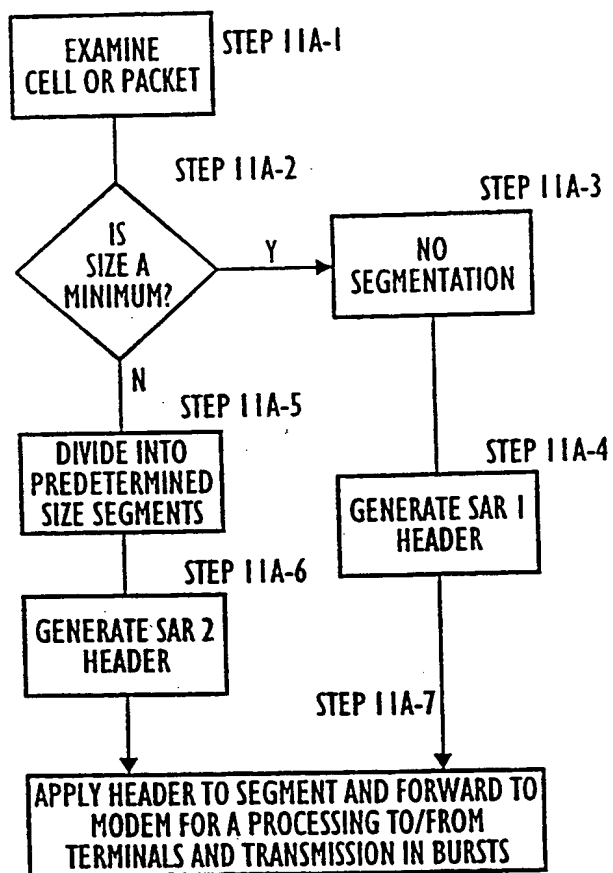 EXAMINE
CELL OR PACKET
STEP 11A-1
STEP 11A-2
IS
SIZE A
MINIMUM?
Y
STEP 11A-3
NO
SEGMENTATION
N
STEP 11A-5
DIVIDE INTO
PREDETERMINED
SIZE SEGMENTS
STEP 11A-4
GENERATE SAR 1
HEADER
STEP 11A-6
GENERATE SAR 2
HEADER
STEP 11A-7
APPLY HEADER TO SEGMENT AND FORWARD TO
MODEM FOR A PROCESSING TO/FROM
TERMINALS AND TRANSMISSION IN BURSTS